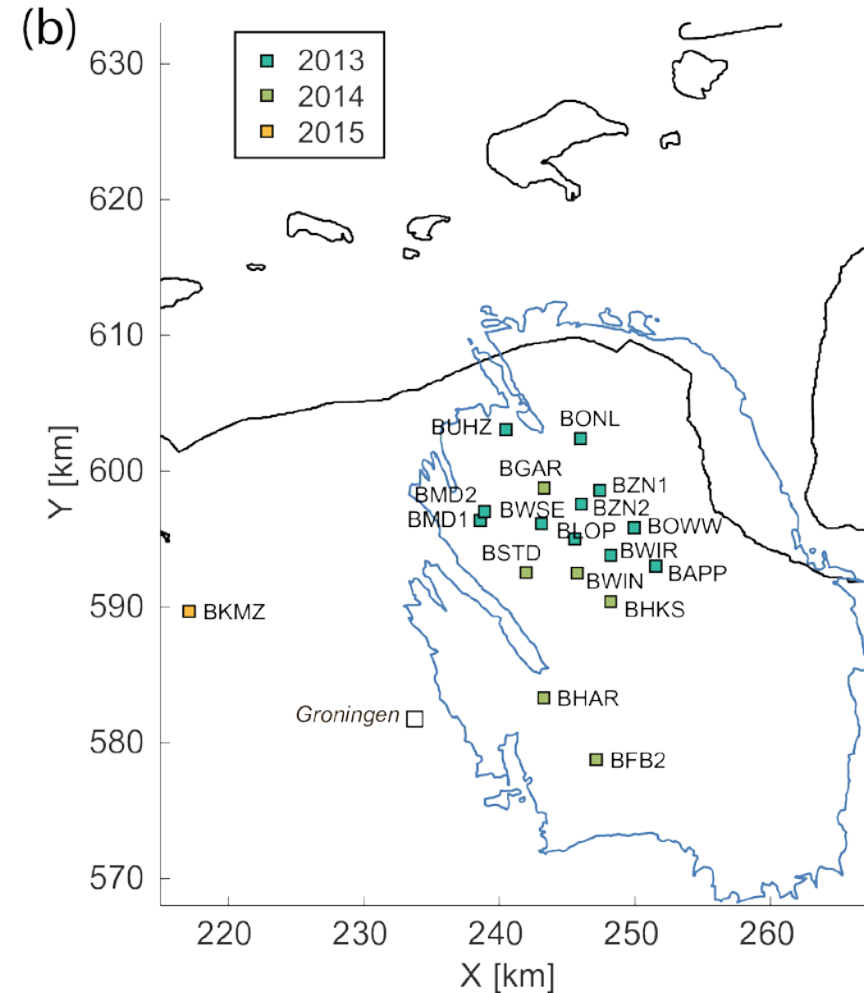 (b)
2013
2014
2015
630
620
610
600
590
580
570
Y [km]
BUHZ
BONL
BGAR
BZN1
BMD2
BWSE
BZN2
BMD1
BLOP
BOWW
BSTD
BWIR
BAPP
BWIN
BHKS
BKMZ
BHAR
Groningen
BFB2
220
230
240
250
260
X [km]